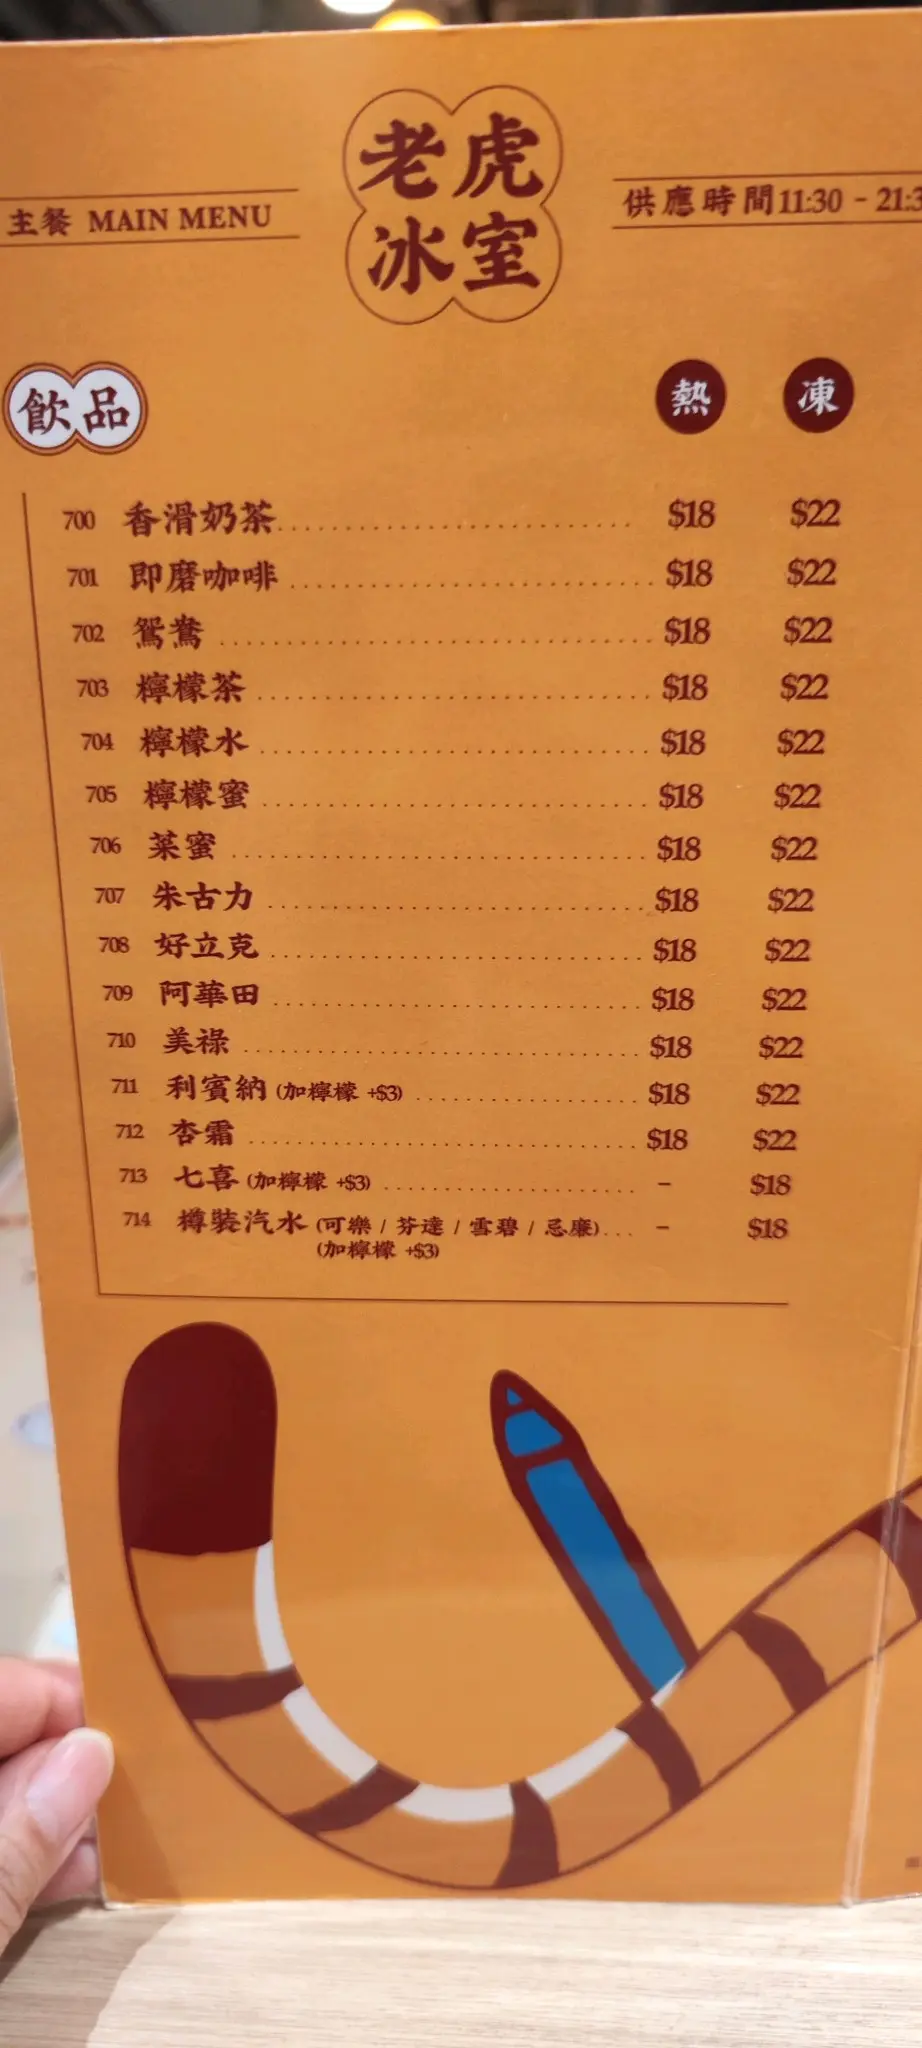 老虎
冰室
主餐 MAIN MENU
供應時間11:30 - 21:3
飲品
熱 凍
700 香滑奶茶 $18 $22
701 即磨咖啡 $18 $22
702 鴛鴦 $18 $22
703 檸檬茶 $18 $22
704 檸檬水 $18 $22
705 檸檬蜜 $18 $22
706 菜蜜 $18 $22
707 朱古力 $18 $22
708 好立克 $18 $22
709 阿華田 $18 $22
710 美祿 $18 $22
711 利賓納 (加檸檬 +$3) $18 $22
712 杏霜 $18 $22
713 七喜 (加檸檬 +$3) - $18
714 樽裝汽水 (可樂 / 芬達 / 雪碧 / 忌廉) - $18
(加檸檬 +$3)